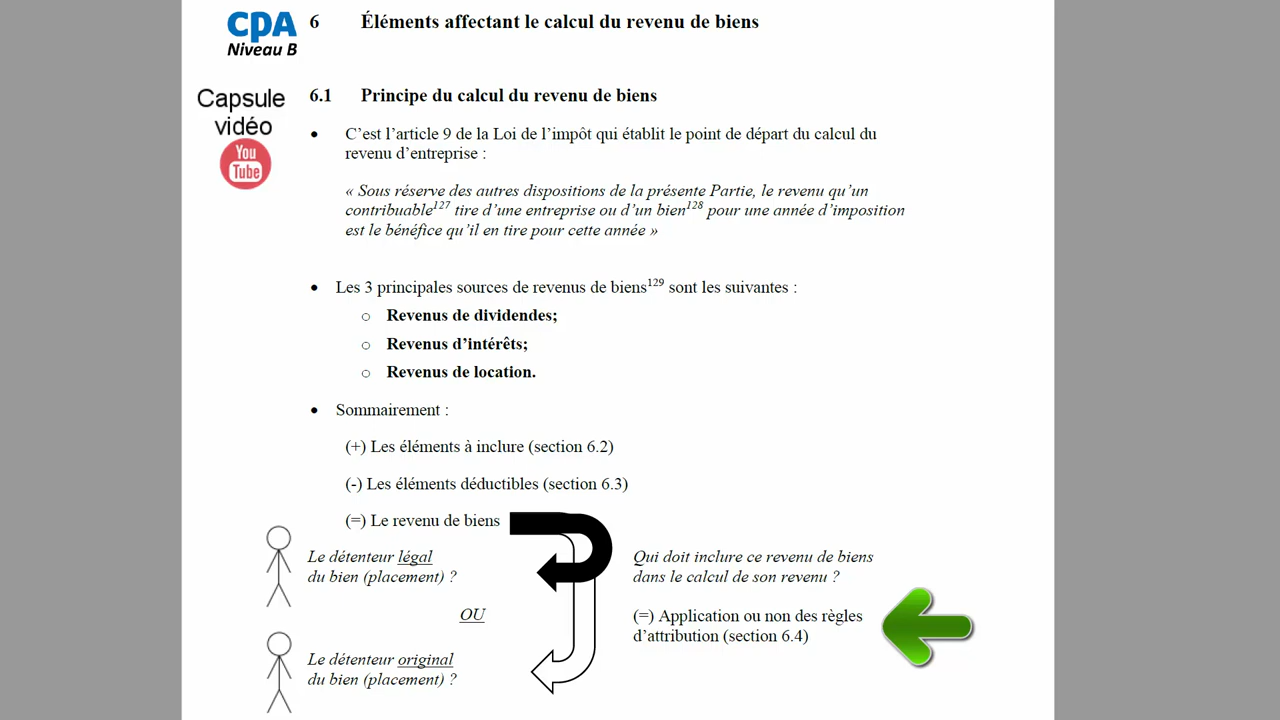 CPA
Niveau B
6 Éléments affectant le calcul du revenu de biens
Capsule
vidéo
You
Tube
6.1 Principe du calcul du revenu de biens
• C’est l’article 9 de la Loi de l’impôt qui établit le point de départ du calcul du
revenu d’entreprise :
« Sous réserve des autres dispositions de la présente Partie, le revenu qu’un
contribuable127 tire d’une entreprise ou d’un bien128 pour une année d’imposition
est le bénéfice qu’il en tire pour cette année »
• Les 3 principales sources de revenus de biens129 sont les suivantes :
o Revenus de dividendes;
o Revenus d’intérêts;
o Revenus de location.
• Sommairement :
(+) Les éléments à inclure (section 6.2)
(-) Les éléments déductibles (section 6.3)
(=) Le revenu de biens
Le détenteur légal
du bien (placement) ?
OU
Le détenteur original
du bien (placement) ?
Qui doit inclure ce revenu de biens
dans le calcul de son revenu ?
(=) Application ou non des règles
d’attribution (section 6.4)